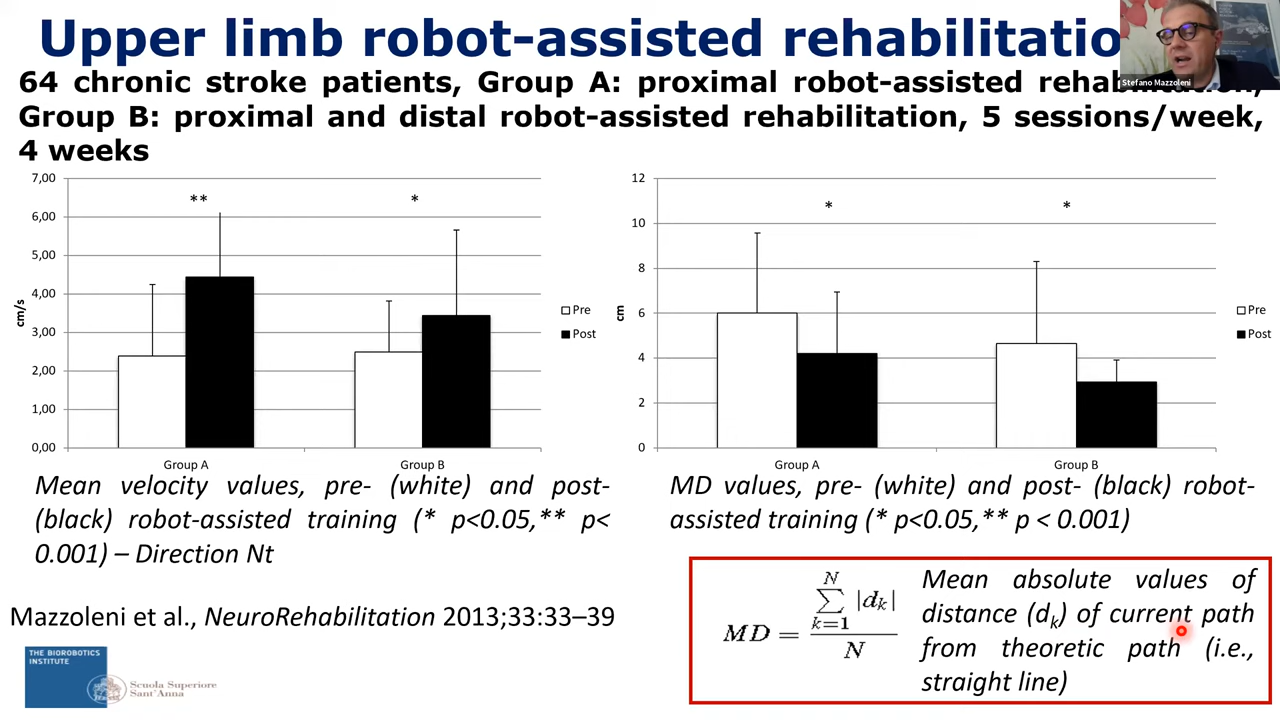 Upper limb robot-assisted rehabilitatio
Stefano Mazzoleni
64 chronic stroke patients, Group A: proximal robot-assisted rehabilitation,
Group B: proximal and distal robot-assisted rehabilitation, 5 sessions/week,
4 weeks
7,00
6,00
5,00
4,00
3,00
2,00
1,00
0,00
cm/s
**
*
Group A
Group B
Pre
Post
12
10
8
6
4
2
0
cm
*
*
Group A
Group B
Pre
Post
Mean velocity values, pre- (white) and post-
(black) robot-assisted training (* p<0.05,** p<
0.001) – Direction Nt
MD values, pre- (white) and post- (black) robot-
assisted training (* p<0.05,** p < 0.001)
Mazzoleni et al., NeuroRehabilitation 2013;33:33–39
MD = N ∑ k=1 |dk| / N
Mean absolute values of
distance (dk) of current path
from theoretic path (i.e.,
straight line)
THE BIOROBOTICS
INSTITUTE
Scuola Superiore
Sant'Anna